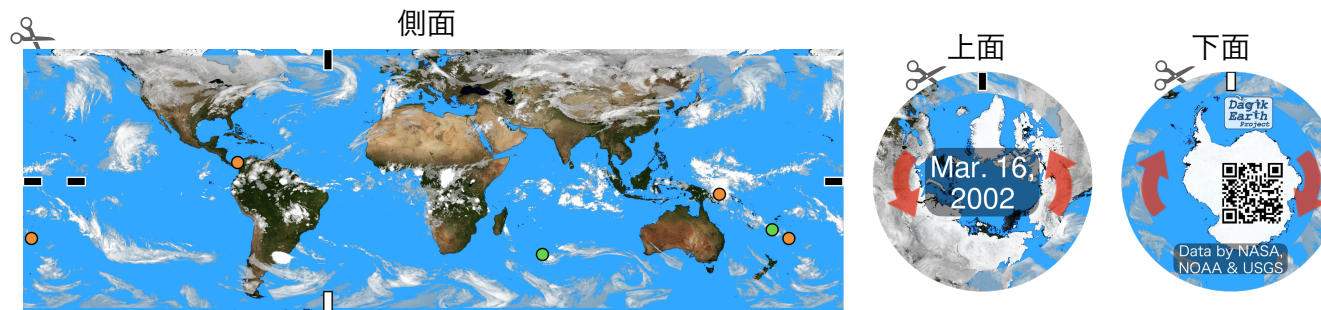 側面
上面
下面
Mar. 16,
2002
Dagik
Earth
Project
Data by NASA,
NOAA & USGS